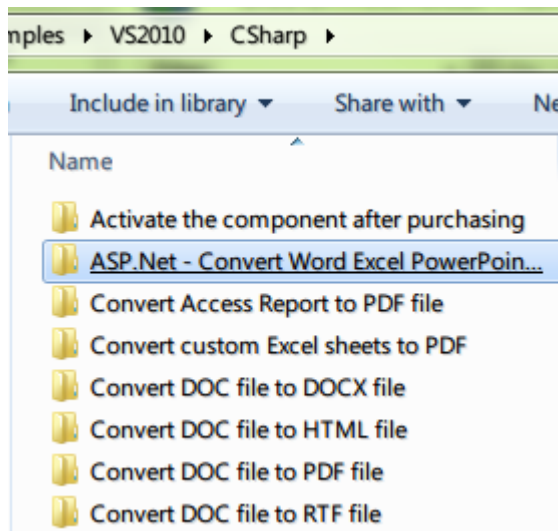 mples ▸ VS2010 ▸ CSharp ▸
Include in library ▾ Share with ▾ Ne
Name
Activate the component after purchasing
ASP.Net - Convert Word Excel PowerPoin...
Convert Access Report to PDF file
Convert custom Excel sheets to PDF
Convert DOC file to DOCX file
Convert DOC file to HTML file
Convert DOC file to PDF file
Convert DOC file to RTF file